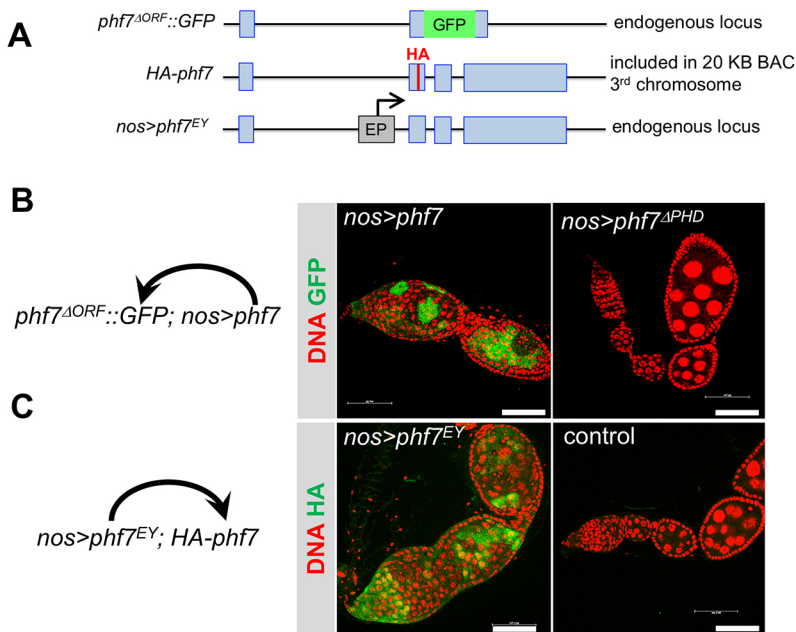 A
phf7ΔORF::GFP
GFP
endogenous locus
HA
HA-phf7
included in 20 KB BAC
3rd chromosome
nos>phf7EY
EP
endogenous locus
B
DNA GFP
nos>phf7
nos>phf7ΔPHD
phf7ΔORF::GFP; nos>phf7
C
DNA HA
nos>phf7EY
control
nos>phf7EY; HA-phf7